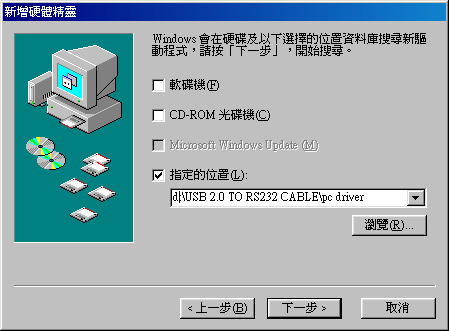 新增硬體精靈
Windows 會在硬碟及以下選擇的位置資料庫搜尋新驅
動程式，請按「下一步」，開始搜尋。
軟碟機(F)
CD-ROM 光碟機(C)
Microsoft Windows Update (M)
指定的位置(L):
d:\USB 2.0 TO RS232 CABLE\pc driver
瀏覽(R)...
< 上一步(B)
下一步 >
取消